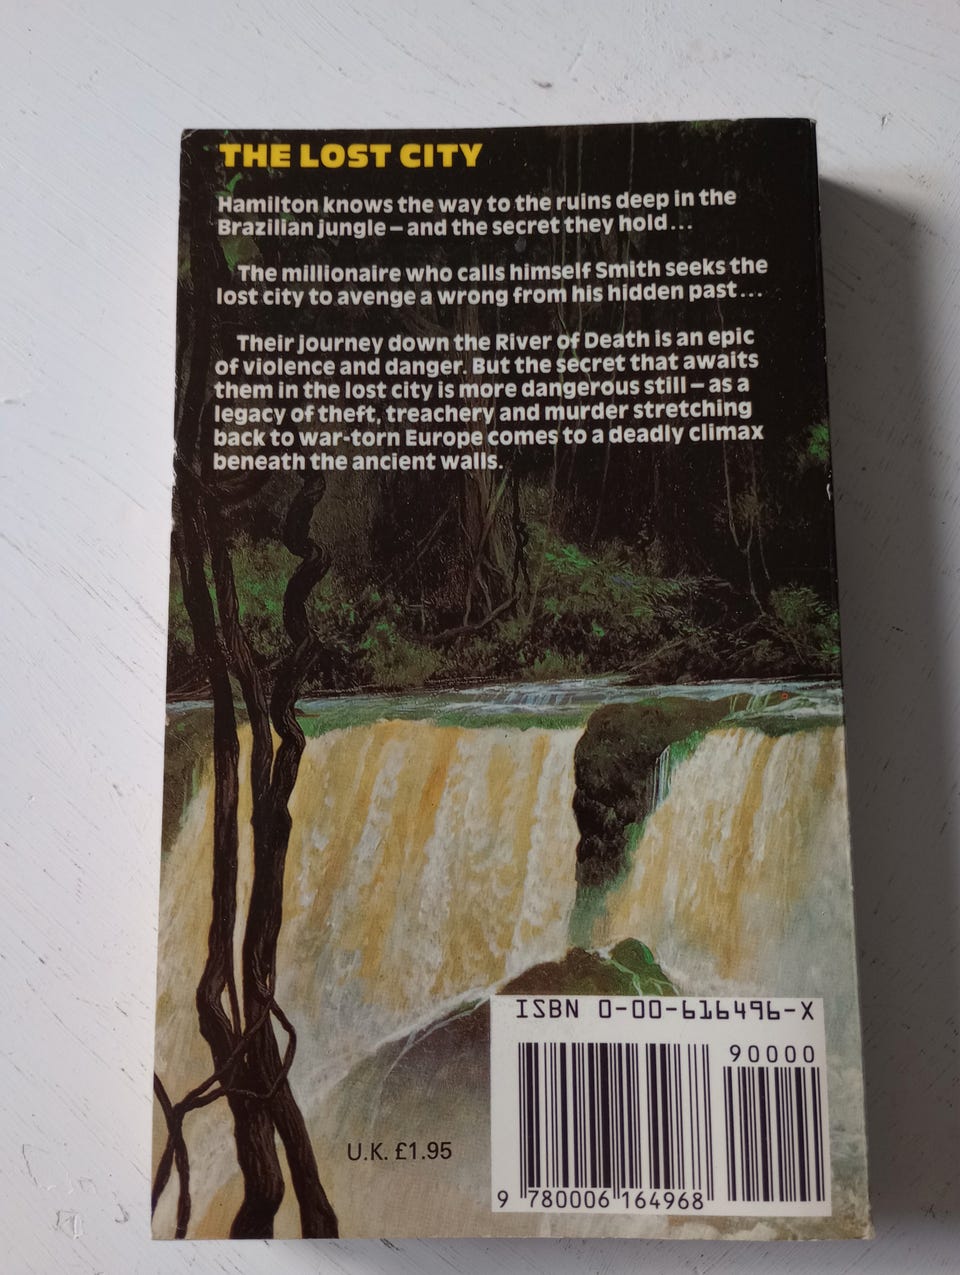 THE LOST CITY
Hamilton knows the way to the ruins deep in the
Brazilian jungle – and the secret they hold...
The millionaire who calls himself Smith seeks the
lost city to avenge a wrong from his hidden past...
Their journey down the River of Death is an epic
of violence and danger. But the secret that awaits
them in the lost city is more dangerous still – as a
legacy of theft, treachery and murder stretching
back to war-torn Europe comes to a deadly climax
beneath the ancient walls.
ISBN 0-00-616496-X
90000
U.K. £1.95
9 780006 164968